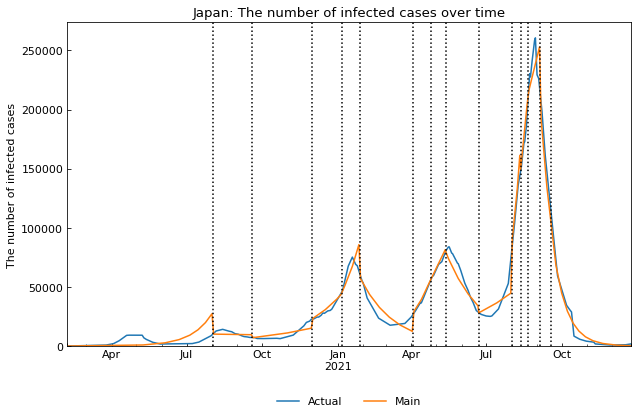 Japan: The number of infected cases over time
The number of infected cases
250000
200000
150000
100000
50000
0
Apr Jul Oct Jan Apr Jul Oct
2021
Actual Main